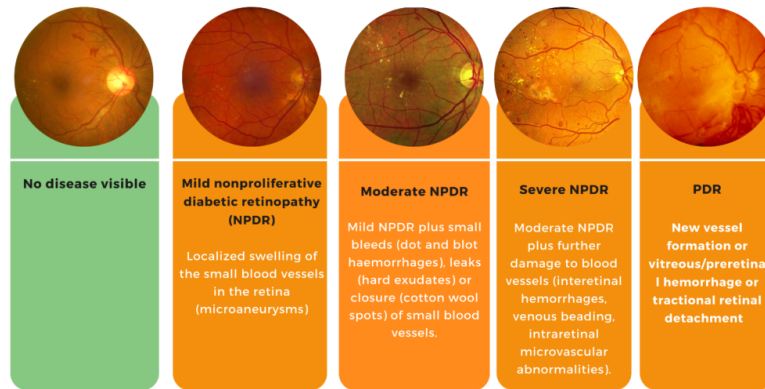 No disease visible
Mild nonproliferative
diabetic retinopathy
(NPDR)
Localized swelling of
the small blood vessels
in the retina
(microaneurysms)
Moderate NPDR
Mild NPDR plus small
bleeds (dot and blot
haemorrhages), leaks
(hard exudates) or
closure (cotton wool
spots) of small blood
vessels.
Severe NPDR
Moderate NPDR
plus further
damage to blood
vessels (interetinal
hemorrhages,
venous beading,
intraretinal
microvascular
abnormalities).
PDR
New vessel
formation or
vitreous/preretina
l hemorrhage or
tractional retinal
detachment